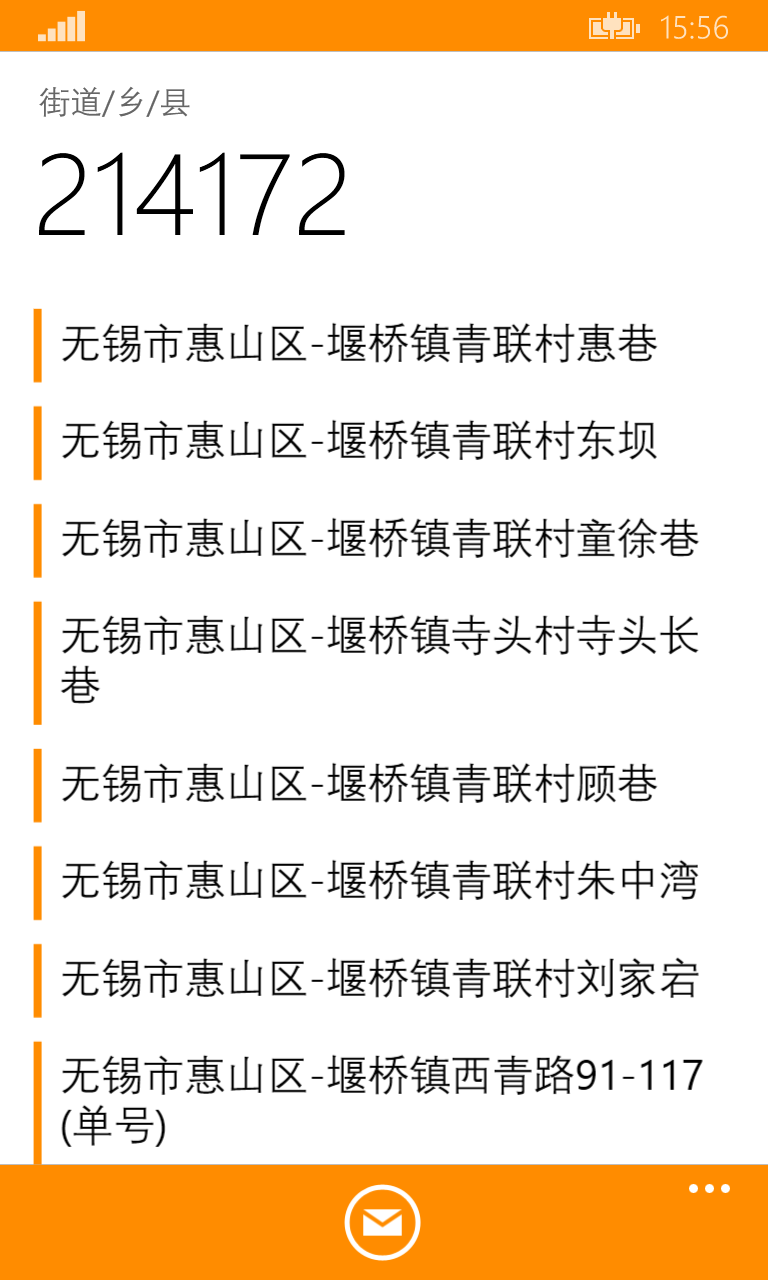 15:56
街道/乡/县
214172
无锡市惠山区-堰桥镇青联村惠巷
无锡市惠山区-堰桥镇青联村东坝
无锡市惠山区-堰桥镇青联村童徐巷
无锡市惠山区-堰桥镇寺头村寺头长
巷
无锡市惠山区-堰桥镇青联村顾巷
无锡市惠山区-堰桥镇青联村朱中湾
无锡市惠山区-堰桥镇青联村刘家宕
无锡市惠山区-堰桥镇西青路91-117
(单号)